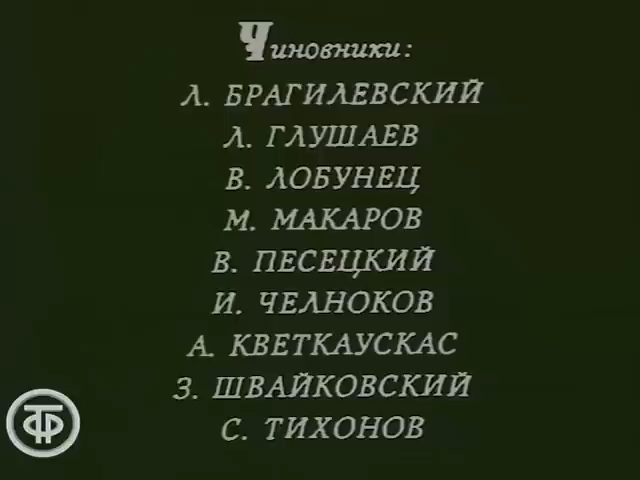 Чиновники:
Л. БРАГИЛЕВСКИЙ
Л. ГЛУШАЕВ
В. ЛОБУНЕЦ
М. МАКАРОВ
В. ПЕСЕЦКИЙ
И. ЧЕЛНОКОВ
А. КВЕТКАУСКАС
З. ШВАЙКОВСКИЙ
С. ТИХОНОВ